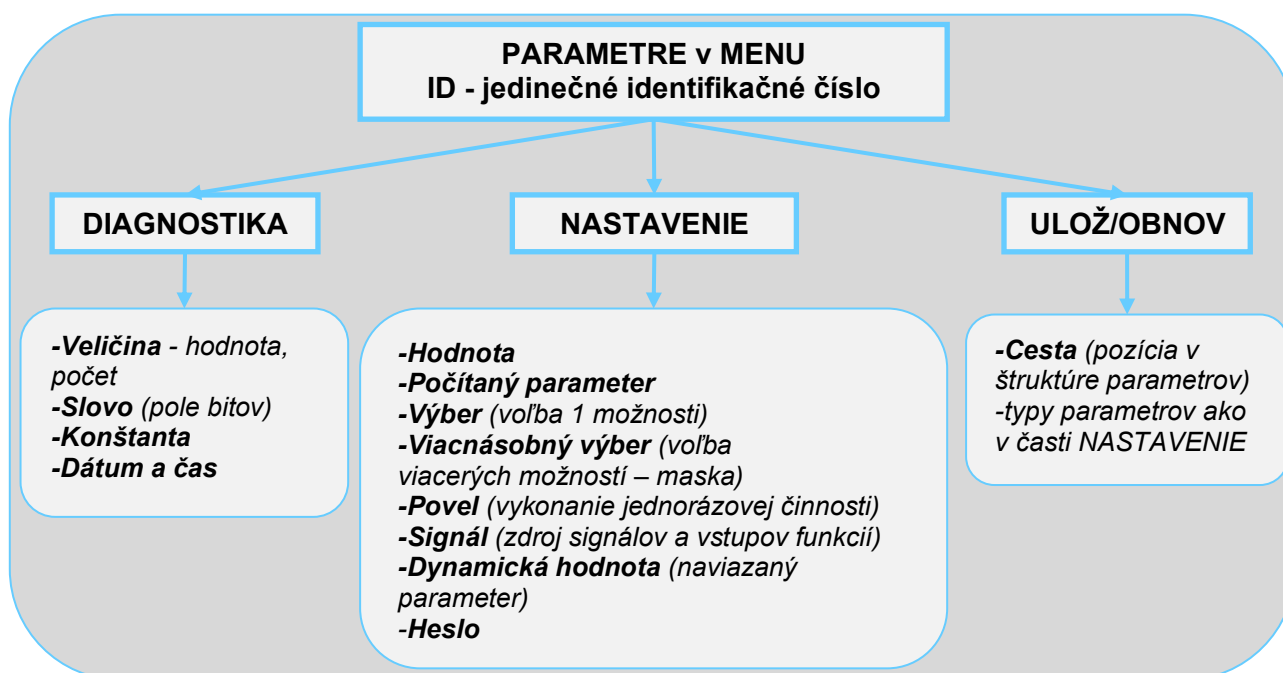 PARAMETRE v MENU
ID - jedinečné identifikačné číslo
DIAGNOSTIKA
NASTAVENIE
ULOŽ/OBNOV
-Veličina - hodnota,
počet
-Slovo (pole bitov)
-Konštanta
-Dátum a čas
-Hodnota
-Počítaný parameter
-Výber (voľba 1 možnosti)
-Viacnásobný výber (voľba
viacerých možností – maska)
-Povel (vykonanie jednorázovej činnosti)
-Signál (zdroj signálov a vstupov funkcií)
-Dynamická hodnota (naviazaný
parameter)
-Heslo
-Cesta (pozícia v
štruktúre parametrov)
-typy parametrov ako
v časti NASTAVENIE